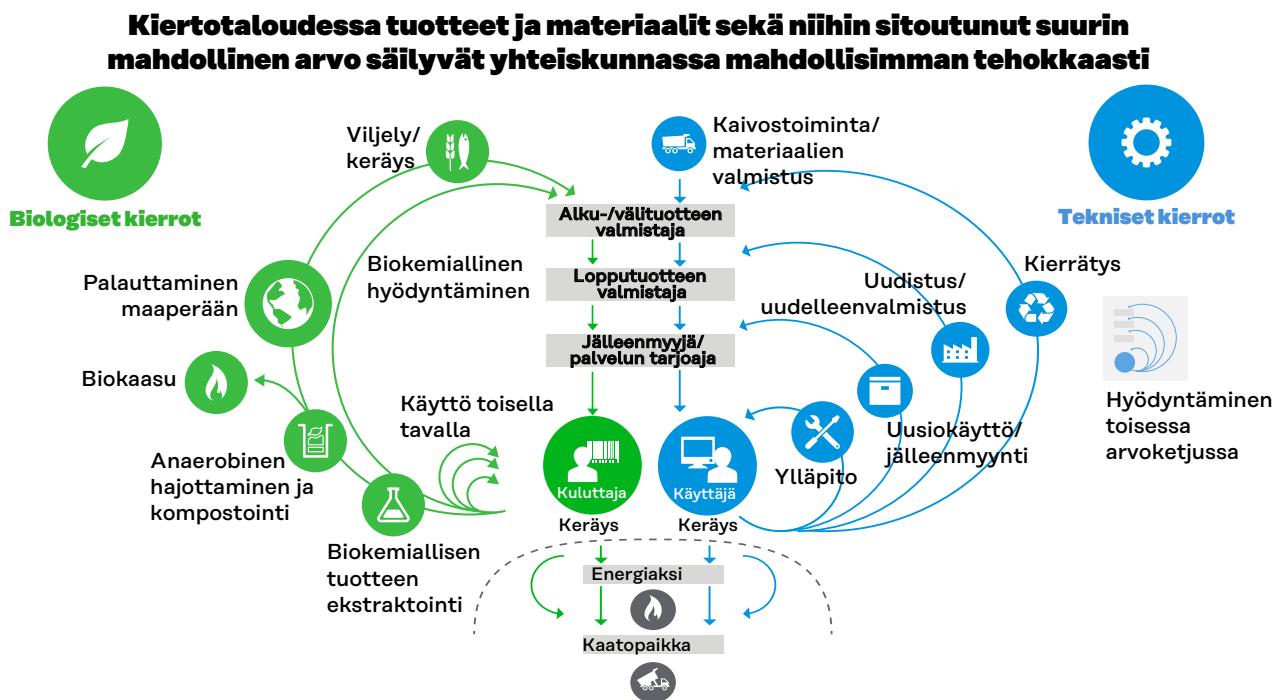 Kiertotaloudessa tuotteet ja materiaalit sekä niihin sitoutunut suurin
mahdollinen arvo säilyvät yhteiskunnassa mahdollisimman tehokkaasti
Biologiset kierrot
Viljely/
keräys
Kaivostoiminta/
materiaalien
valmistus
Tekniset kierrot
Alku-/välituotteen
valmistaja
Palauttaminen
maaperään
Biokemiallinen
hyödyntäminen
Lopputuotteen
valmistaja
Uudistus/
uudelleenvalmistus
Kierrätys
Jälleenmyyjä/
palvelun tarjoaja
Biokaasu
Käyttö toisella
tavalla
Hyödyntäminen
toisessa
arvoketjussa
Uusiokäyttö/
jälleenmyynti
Ylläpito
Anaerobinen
hajottaminen ja
kompostointi
Kuluttaja
Käyttäjä
Keräys
Keräys
Biokemiallisen
tuotteen
ekstraktointi
Energiaksi
Kaatopaikka